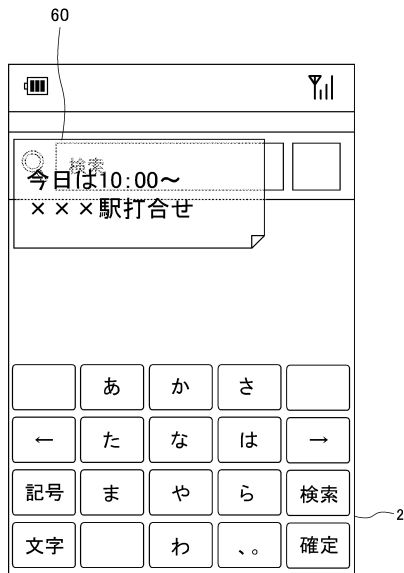 60
検索
今日は10:00～
×××駅打合せ
あ か さ
← た な は →
記号 ま や ら 検索
文字 わ 、。 確定
2